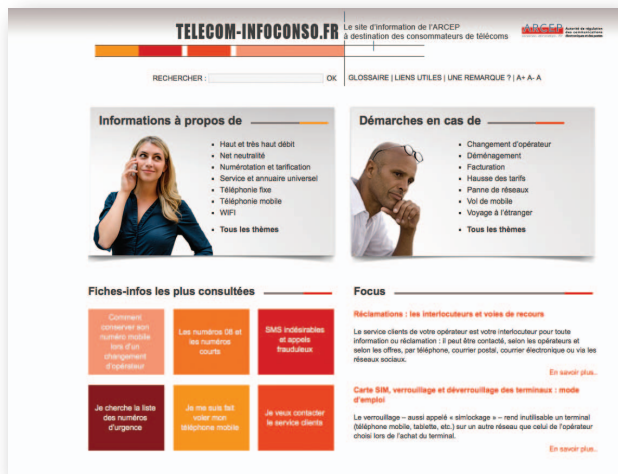 TELECOM-INFOCONSO.FR
Le site d'information de l'ARCEP
à destination des consommateurs de télécoms
ARCEP
Autorité de régulation
des communications
électroniques et des postes
RECHERCHER :
OK
GLOSSAIRE | LIENS UTILES | UNE REMARQUE ? | A+ A- A
Informations à propos de
• Haut et très haut débit
• Net neutralité
• Numérotation et tarification
• Service et annuaire universel
• Téléphonie fixe
• Téléphonie mobile
• WIFI
• Tous les thèmes
Démarches en cas de
• Changement d'opérateur
• Déménagement
• Facturation
• Hausse des tarifs
• Panne de réseaux
• Vol de mobile
• Voyage à l'étranger
• Tous les thèmes
Fiches-infos les plus consultées
Comment
conserver son
numéro mobile
lors d'un
changement
d'opérateur
Les numéros 08 et
les numéros
courts
SMS indésirables
et appels
frauduleux
Je cherche la liste
des numéros
d'urgence
Je me suis fait
voler mon
téléphone mobile
Je veux contacter
le service clients
Focus
Réclamations : les interlocuteurs et voies de recours
Le service clients de votre opérateur est votre interlocuteur pour toute
information ou réclamation : il peut être contacté, selon les opérateurs et
selon les offres, par téléphone, courrier postal, courrier électronique ou via les
réseaux sociaux.
En savoir plus..
Carte SIM, verrouillage et déverrouillage des terminaux : mode
d'emploi
Le verrouillage – aussi appelé « simlockage » – rend inutilisable un terminal
(téléphone mobile, tablette, etc.) sur un autre réseau que celui de l'opérateur
choisi lors de l'achat du terminal.
En savoir plus..